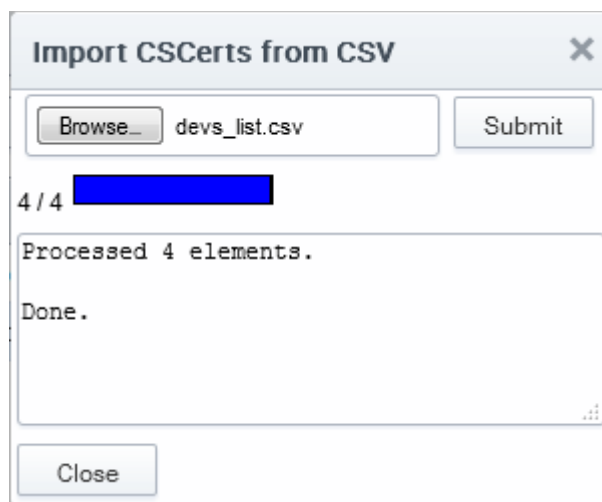 Import CSCerts from CSV
Browse… devs_list.csv Submit
4 / 4
Processed 4 elements.
Done.
Close